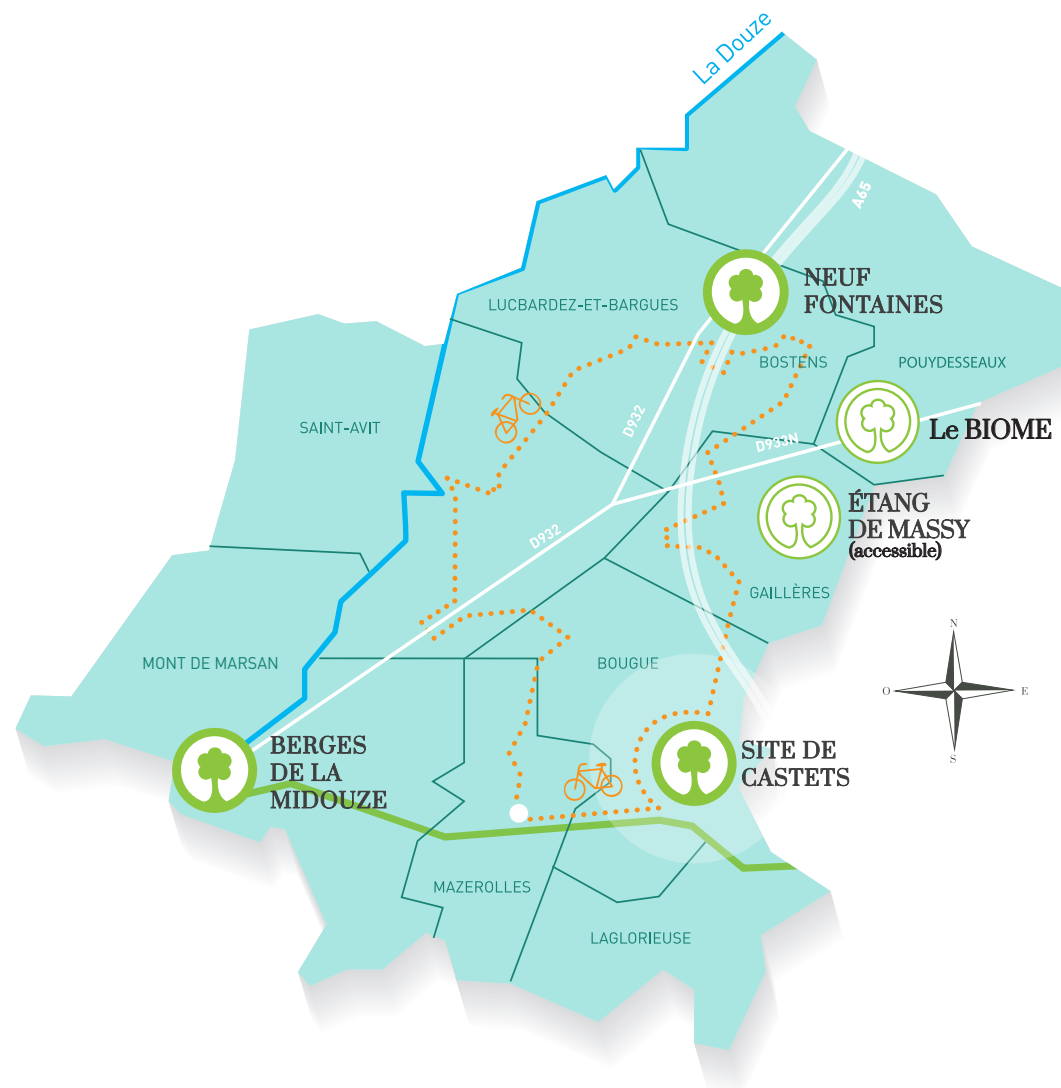 La Douze
A65
NEUF
FONTAINES
LUCBARDEZ-ET-BARGUES
BOSTENS
POUYDESSEAUX
SAINT-AVIT
D932
D933N
Le BIOME
ÉTANG
DE MASSY
(accessible)
D932
GAILLÈRES
MONT DE MARSAN
BOUGUE
N
O
E
S
BERGES
DE LA
MIDOUZE
SITE DE
CASTETS
MAZEROLLES
LAGLORIEUSE